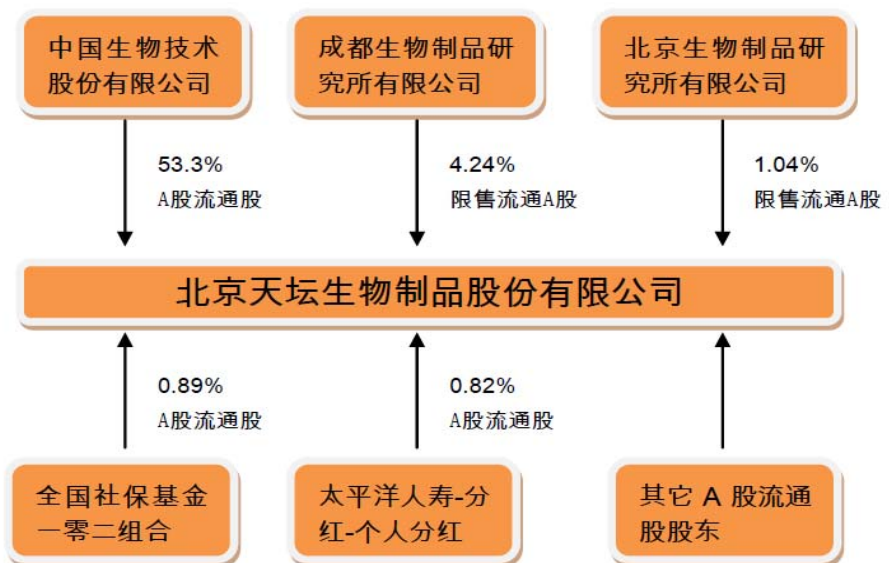 中国生物技术
股份有限公司
成都生物制品研
究所有限公司
北京生物制品研
究所有限公司
53.3%
A股流通股
4.24%
限售流通A股
1.04%
限售流通A股
北京天坛生物制品股份有限公司
0.89%
A股流通股
0.82%
A股流通股
全国社保基金
一零二组合
太平洋人寿-分
红-个人分红
其它 A 股流通
股股东